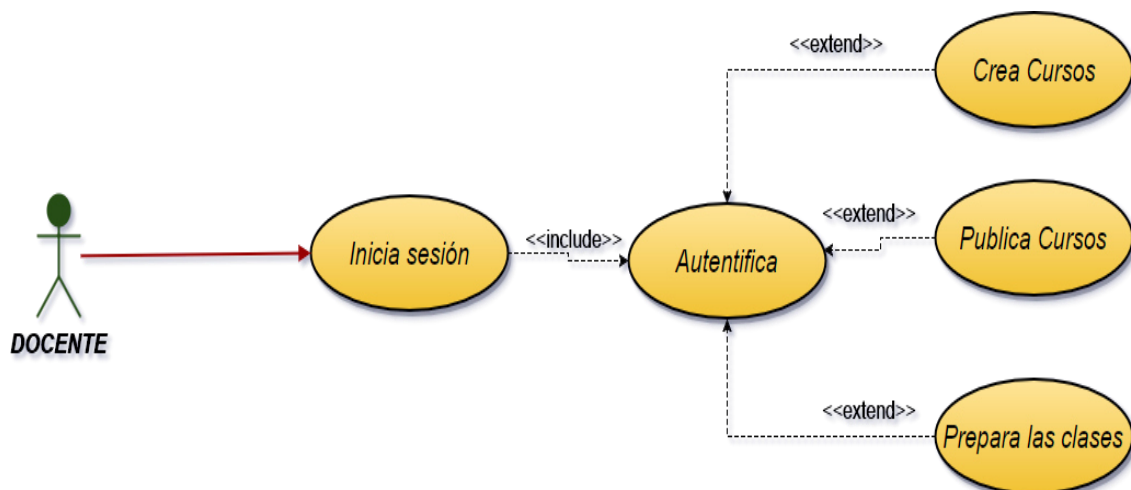 <<extend>>
Crea Cursos
<<extend>>
Publica Cursos
Inicia sesión
<<include>>
Autentifica
DOCENTE
<<extend>>
Prepara las clases